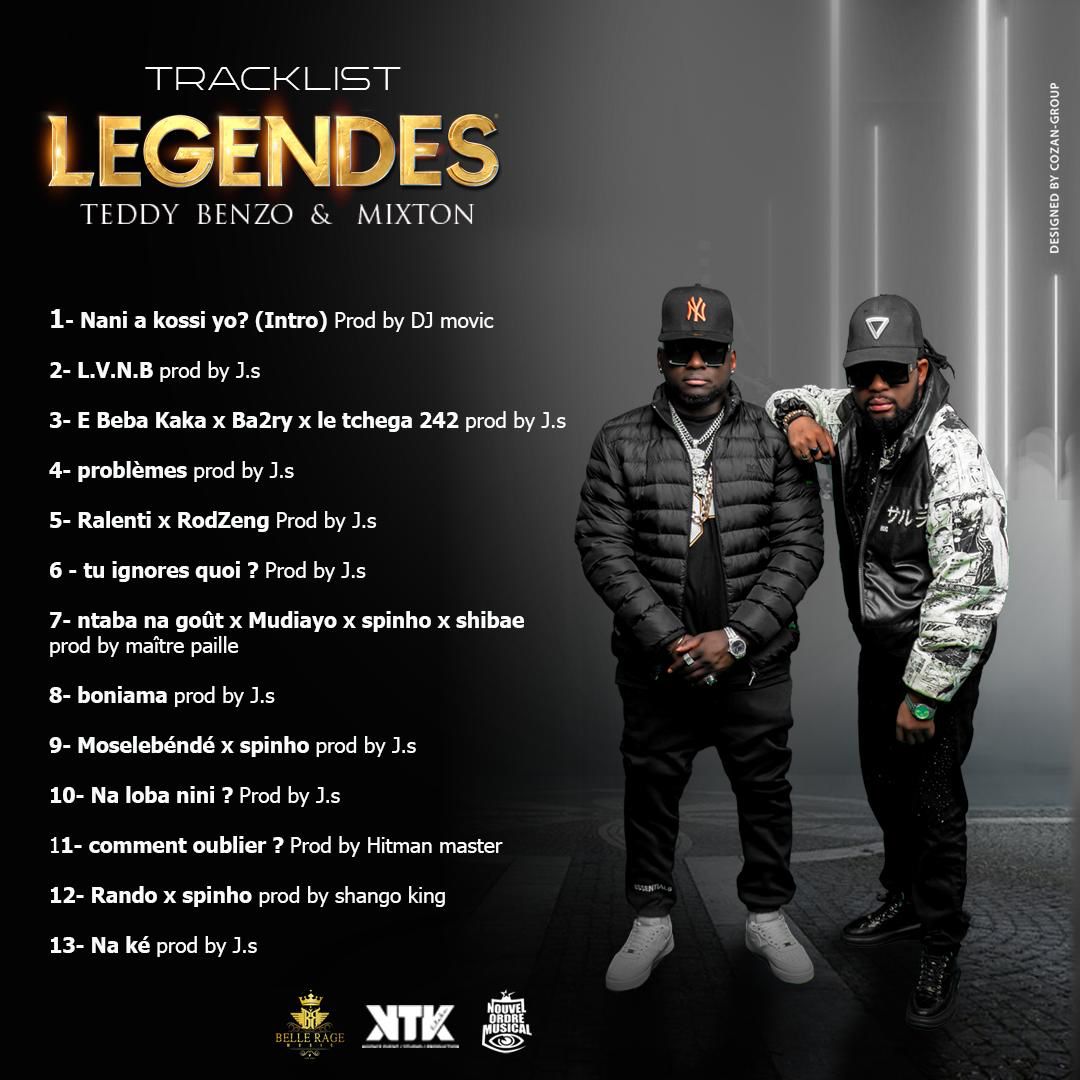 TRACKLIST
LEGENDES
TEDDY BENZO & MIXTON
DESIGNED BY COZAN-GROUP
1- Nani a kossi yo? (Intro) Prod by DJ movic
2- L.V.N.B prod by J.s
3- E Beba Kaka x Ba2ry x le tchega 242 prod by J.s
4- problèmes prod by J.s
5- Ralenti x RodZeng Prod by J.s
6 - tu ignores quoi ? Prod by J.s
7- ntaba na goût x Mudiayo x spinho x shibae
prod by maître paille
8- boniama prod by J.s
9- Moselebéndé x spinho prod by J.s
10- Na loba nini ? Prod by J.s
11- comment oublier ? Prod by Hitman master
12- Rando x spinho prod by shango king
13- Na ké prod by J.s
NY
サルラ
ESSENTIALS
BELLE RAGE
MUSIC
KTK
NOUVEL
ORDRE
MUSICAL